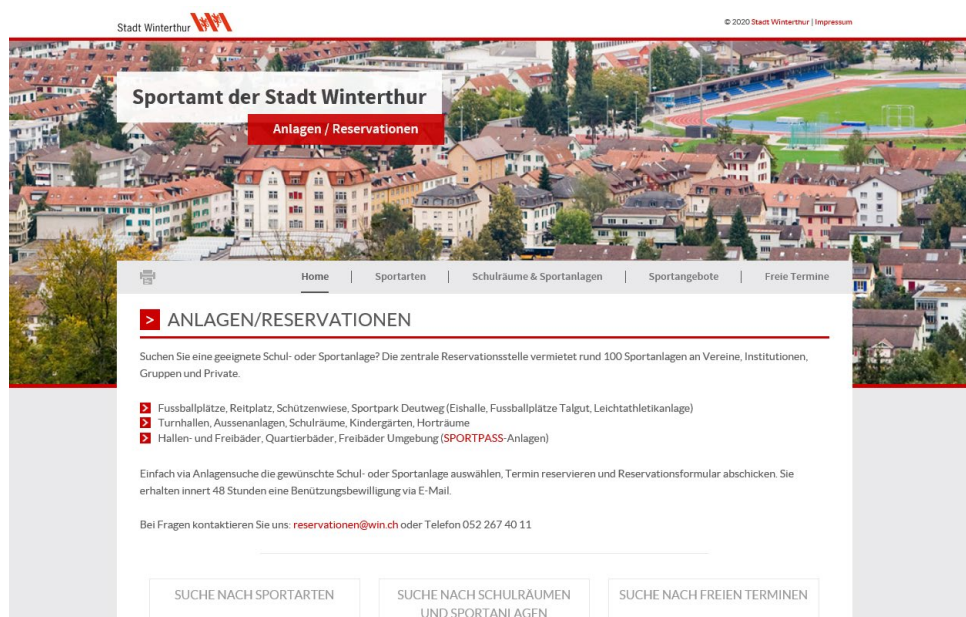 Stadt Winterthur
© 2020 Stadt Winterthur | Impressum
Sportamt der Stadt Winterthur
Anlagen / Reservationen
Home | Sportarten | Schulräume & Sportanlagen | Sportangebote | Freie Termine
ANLAGEN/RESERVATIONEN
Suchen Sie eine geeignete Schul- oder Sportanlage? Die zentrale Reservationsstelle vermietet rund 100 Sportanlagen an Vereine, Institutionen,
Gruppen und Private.
Fussballplätze, Reitplatz, Schützenwiese, Sportpark Deutweg (Eishalle, Fussballplätze Talgut, Leichtathletikanlage)
Turnhallen, Aussenanlagen, Schulräume, Kindergärten, Horträume
Hallen- und Freibäder, Quartierbäder, Freibäder Umgebung (SPORTPASS-Anlagen)
Einfach via Anlagensuche die gewünschte Schul- oder Sportanlage auswählen, Termin reservieren und Reservationsformular abschicken. Sie
erhalten innert 48 Stunden eine Benützungsbewilligung via E-Mail.
Bei Fragen kontaktieren Sie uns: reservationen@win.ch oder Telefon 052 267 40 11
SUCHE NACH SPORTARTEN
SUCHE NACH SCHULRÄUMEN
UND SPORTANLAGEN
SUCHE NACH FREIEN TERMINEN